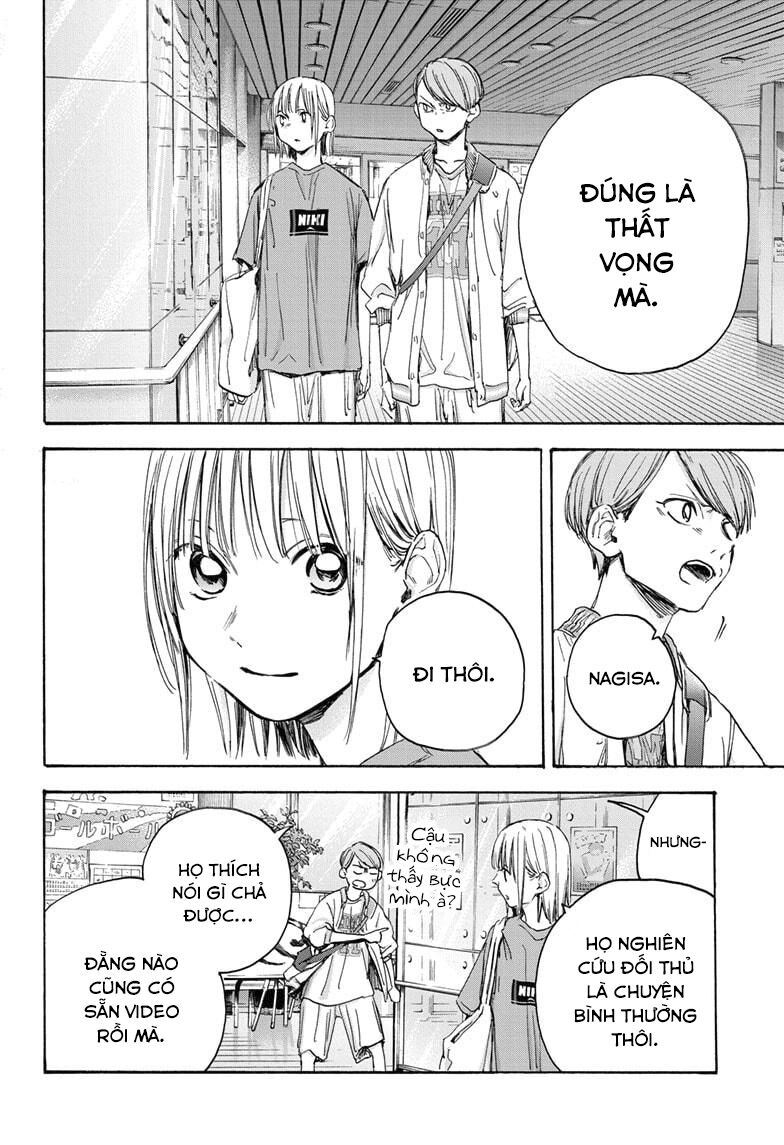 ĐÚNG LÀ
THẤT
VỌNG
MÀ.
NIKI
NAGISA.
ĐI THÔI.
NHƯNG-
HỌ NGHIÊN
CỨU ĐỐI THỦ
LÀ CHUYỆN
BÌNH THƯỜNG
THÔI.
NIKI
Cậu
không
thấy Bực
mình à?
HỌ THÍCH
NÓI GÌ CHẢ
ĐƯỢC...
ĐẰNG NÀO
CŨNG CÓ
SẴN VIDEO
RỒI MÀ.